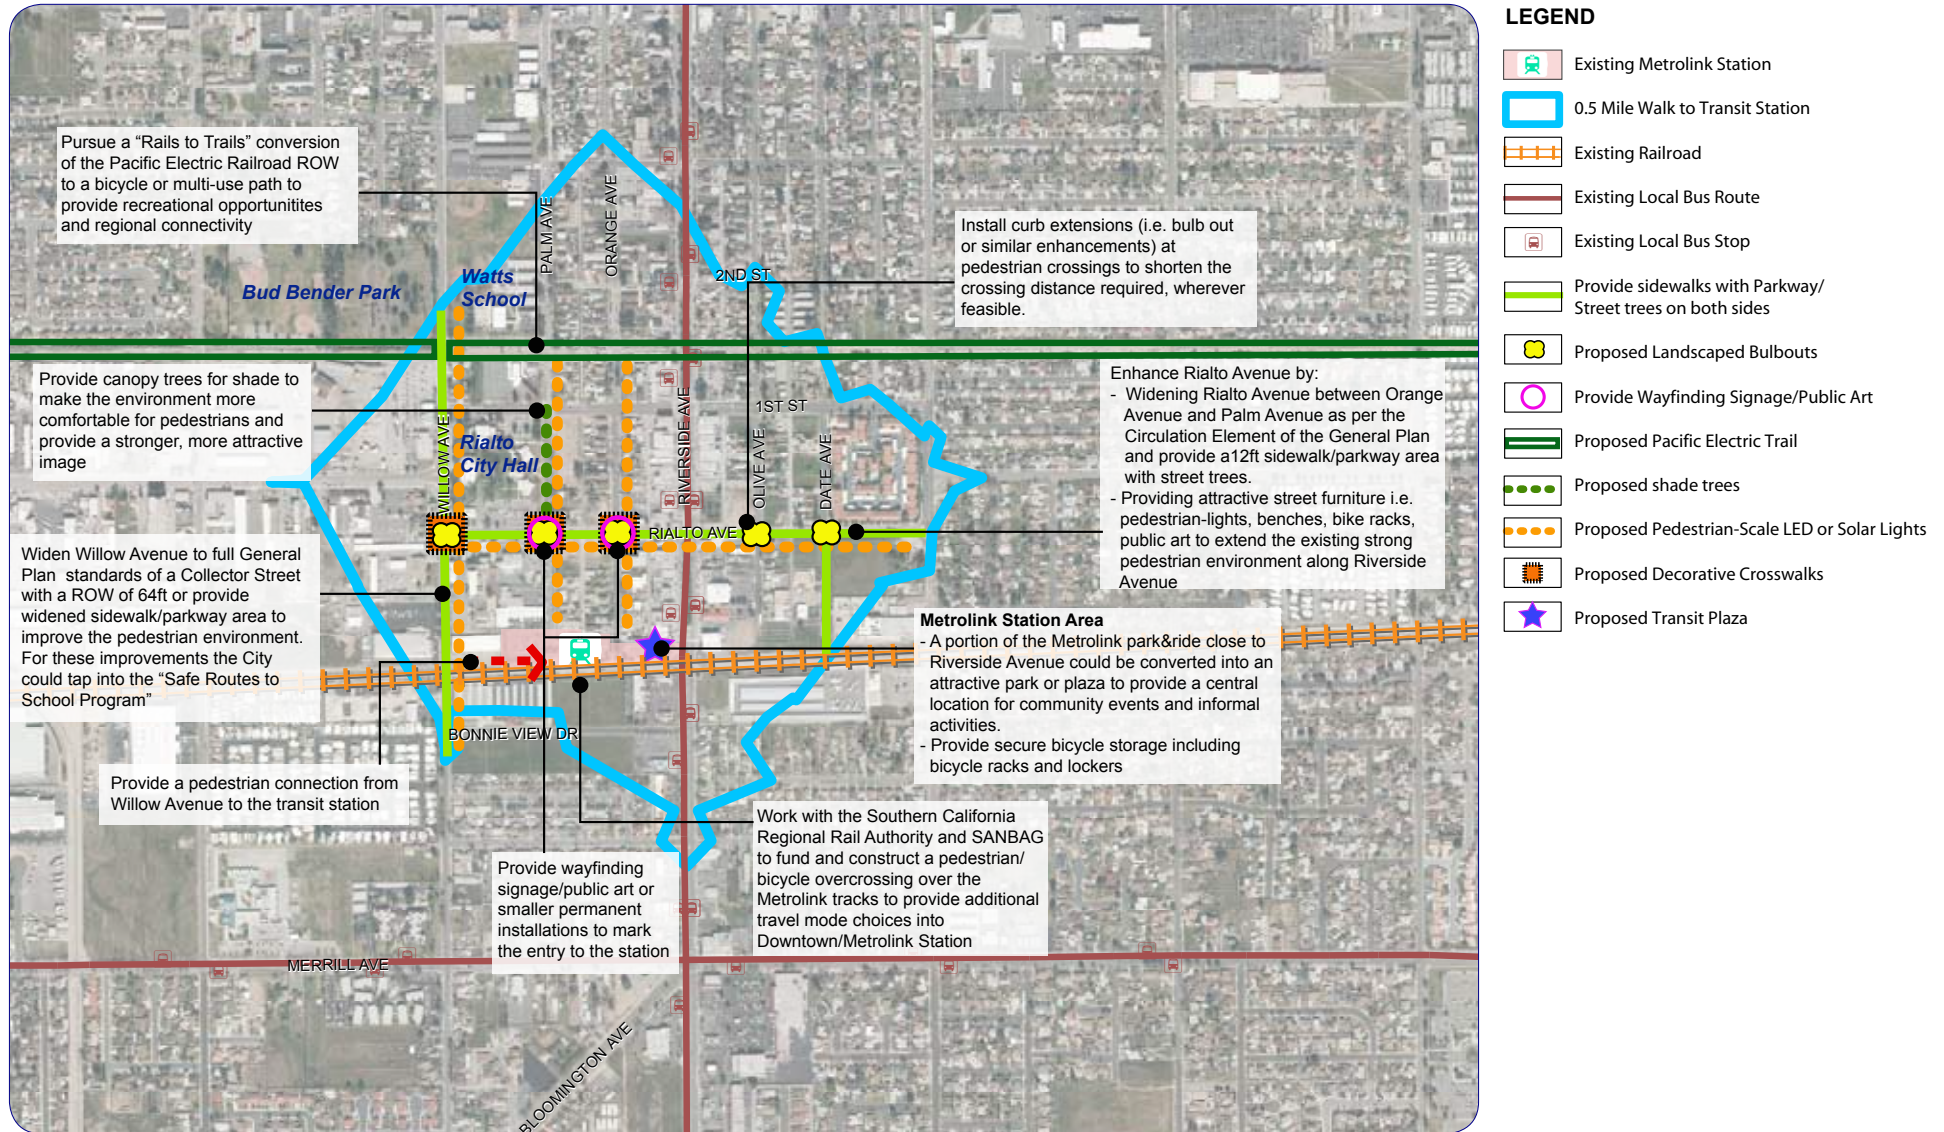 Pursue a “Rails to Trails” conversion
of the Pacific Electric Railroad ROW
to a bicycle or multi-use path to
provide recreational opportunitites
and regional connectivity
Bud Bender Park
Watts
School
PALM AVE
ORANGE AVE
2ND ST
Install curb extensions (i.e. bulb out
or similar enhancements) at
pedestrian crossings to shorten the
crossing distance required, wherever
feasible.
Provide canopy trees for shade to
make the environment more
comfortable for pedestrians and
provide a stronger, more attractive
image
WILLOW AVE
Rialto
City Hall
RIVERSIDE AVE
1ST ST
OLIVE AVE
DATE AVE
RIALTO AVE
Enhance Rialto Avenue by:
- Widening Rialto Avenue between Orange
Avenue and Palm Avenue as per the
Circulation Element of the General Plan
and provide a12ft sidewalk/parkway area
with street trees.
- Providing attractive street furniture i.e.
pedestrian-lights, benches, bike racks,
public art to extend the existing strong
pedestrian environment along Riverside
Avenue
Widen Willow Avenue to full General
Plan standards of a Collector Street
with a ROW of 64ft or provide
widened sidewalk/parkway area to
improve the pedestrian environment.
For these improvements the City
could tap into the “Safe Routes to
School Program”
Metrolink Station Area
- A portion of the Metrolink park&ride close to
Riverside Avenue could be converted into an
attractive park or plaza to provide a central
location for community events and informal
activities.
- Provide secure bicycle storage including
bicycle racks and lockers
BONNIE VIEW DR
Provide a pedestrian connection from
Willow Avenue to the transit station
Provide wayfinding
signage/public art or
smaller permanent
installations to mark
the entry to the station
Work with the Southern California
Regional Rail Authority and SANBAG
to fund and construct a pedestrian/
bicycle overcrossing over the
Metrolink tracks to provide additional
travel mode choices into
Downtown/Metrolink Station
MERRILL AVE
BLOOMINGTON AVE
LEGEND
Existing Metrolink Station
0.5 Mile Walk to Transit Station
Existing Railroad
Existing Local Bus Route
Existing Local Bus Stop
Provide sidewalks with Parkway/
Street trees on both sides
Proposed Landscaped Bulbouts
Provide Wayfinding Signage/Public Art
Proposed Pacific Electric Trail
Proposed shade trees
Proposed Pedestrian-Scale LED or Solar Lights
Proposed Decorative Crosswalks
Proposed Transit Plaza